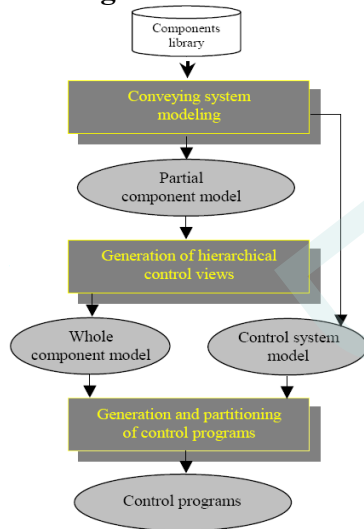 Components
library
Conveying system
modeling
Partial
component model
Generation of hierarchical
control views
Whole
component model
Control system
model
Generation and partitioning
of control programs
Control programs